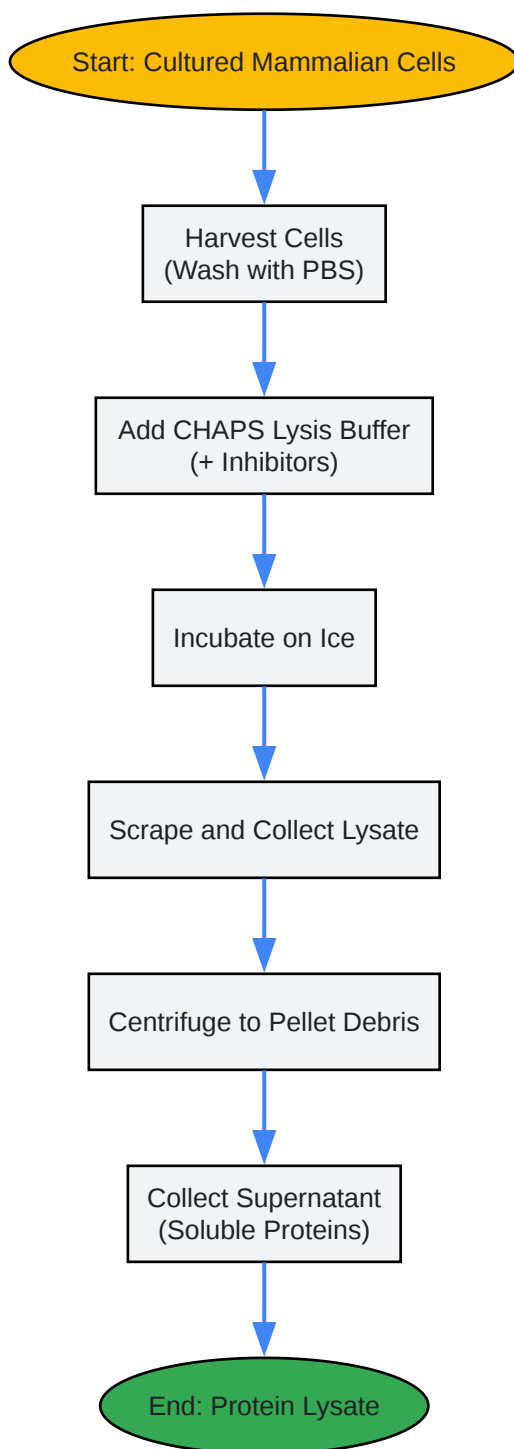 Start: Cultured Mammalian Cells
Harvest Cells
(Wash with PBS)
Add CHAPS Lysis Buffer
(+ Inhibitors)
Incubate on Ice
Scrape and Collect Lysate
Centrifuge to Pellet Debris
Collect Supernatant
(Soluble Proteins)
End: Protein Lysate